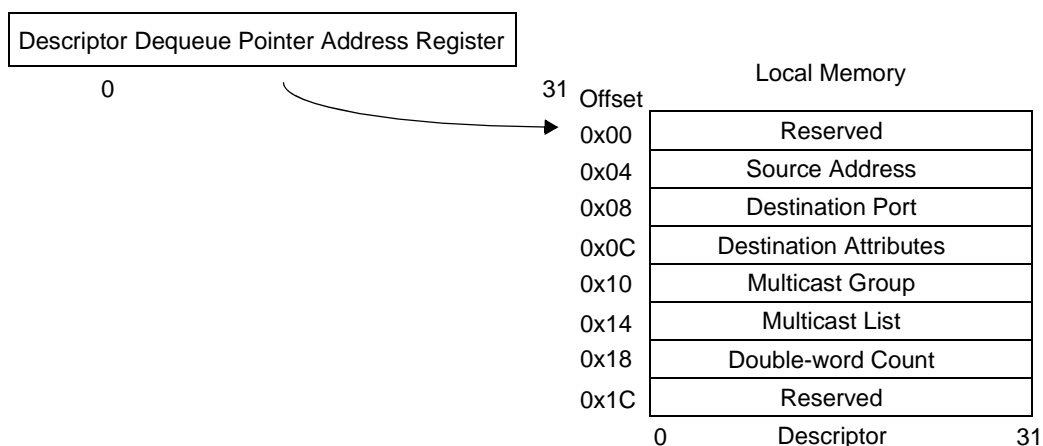 Descriptor Dequeue Pointer Address Register
0 31
Local Memory
Offset
0x00 Reserved
0x04 Source Address
0x08 Destination Port
0x0C Destination Attributes
0x10 Multicast Group
0x14 Multicast List
0x18 Double-word Count
0x1C Reserved
0 Descriptor 31